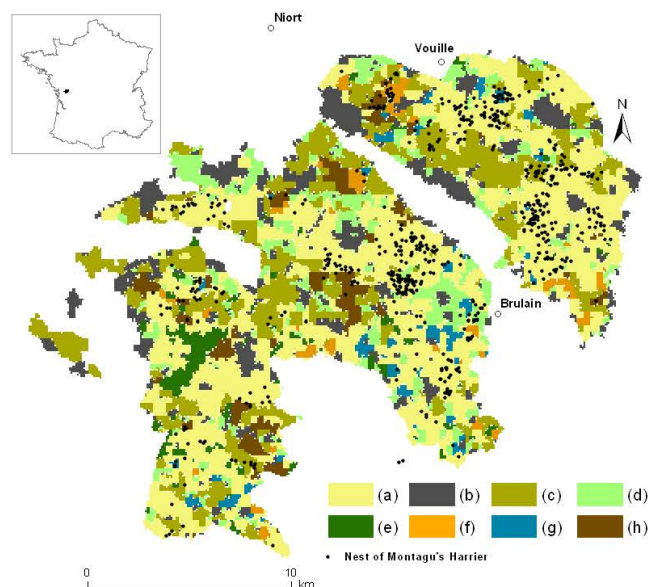 Niort
Vouille
N
Brulain
(a) (b) (c) (d)
(e) (f) (g) (h)
Nest of Montagu's Harrier
0 10
km